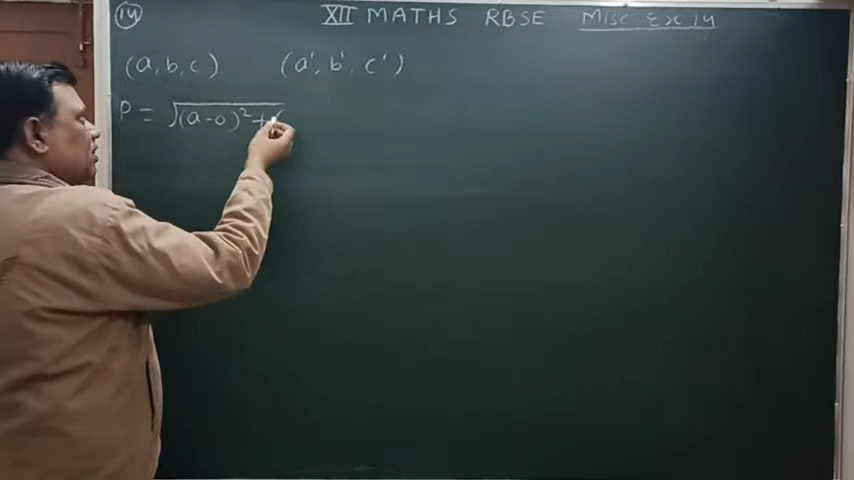 14 XII MATHS RBSE Misc Ex 14
(a, b, c) (a', b', c')
P = √(a-0)² + (